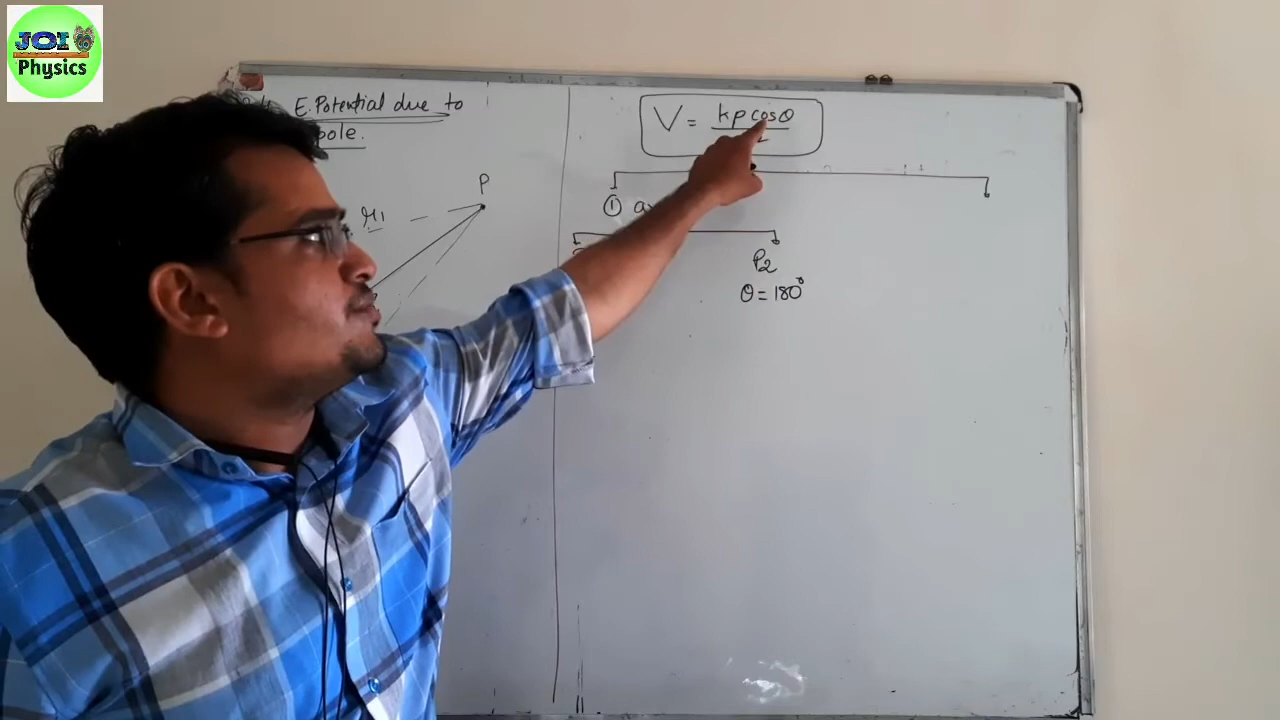 JOI
Physics
E. Potential due to
pole.
P
r1
V = kp cosθ
①
P2
θ = 180°